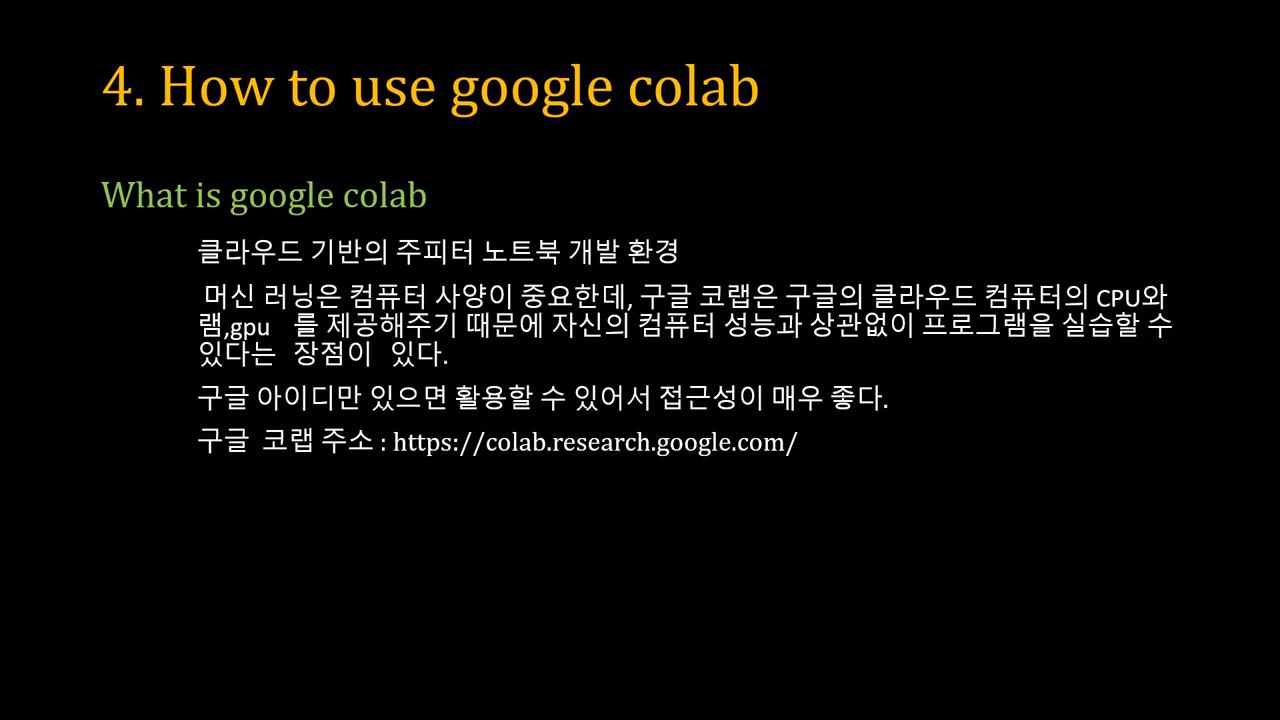 4. How to use google colab
What is google colab
클라우드 기반의 주피터 노트북 개발 환경
머신 러닝은 컴퓨터 사양이 중요한데, 구글 코랩은 구글의 클라우드 컴퓨터의 CPU와
램,gpu 를 제공해주기 때문에 자신의 컴퓨터 성능과 상관없이 프로그램을 실습할 수
있다는 장점이 있다.
구글 아이디만 있으면 활용할 수 있어서 접근성이 매우 좋다.
구글 코랩 주소 : https://colab.research.google.com/